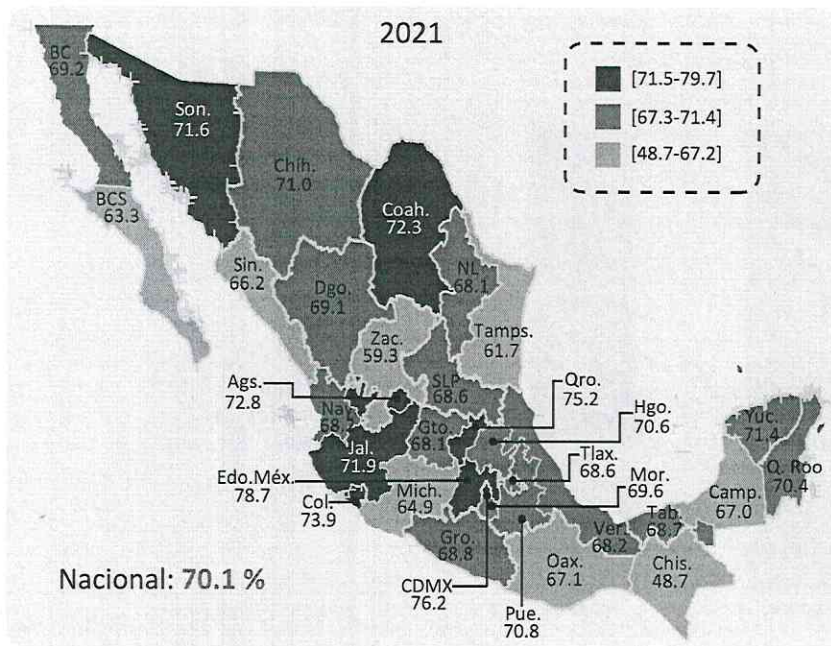 2021
[71.5-79.7]
[67.3-71.4]
[48.7-67.2]
BC
69.2
Son.
71.6
Chih.
71.0
BCS
63.3
Coah.
72.3
Sin.
66.2
Dgo.
69.1
NL
68.1
Zac.
59.3
Tamps.
61.7
Ags.
72.8
SLP
68.6
Qro.
75.2
Nay.
Hgo.
70.6
Yuc.
71.4
Gto.
68.1
Jal.
71.9
Tlax.
68.6
Q. Roo
70.4
Edo.Méx.
78.7
Mor.
69.6
Camp.
67.0
Mich.
64.9
Col.
73.9
Tab.
68.7
Ver.
68.2
Gro.
68.8
Oax.
67.1
Chis.
48.7
CDMX
76.2
Pue.
70.8
Nacional: 70.1 %